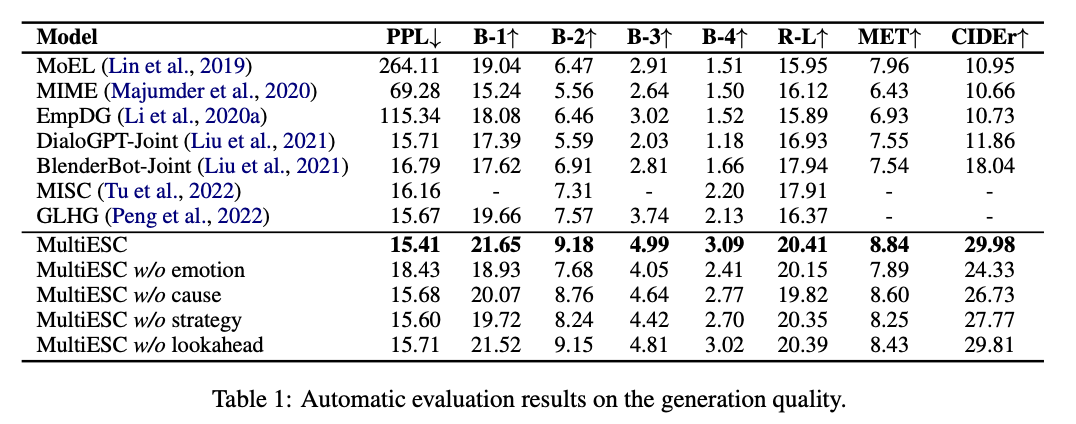 Model PPL↓ B-1↑ B-2↑ B-3↑ B-4↑ R-L↑ MET↑ CIDEr↑
MoEL (Lin et al., 2019) 264.11 19.04 6.47 2.91 1.51 15.95 7.96 10.95
MIME (Majumder et al., 2020) 69.28 15.24 5.56 2.64 1.50 16.12 6.43 10.66
EmpDG (Li et al., 2020a) 115.34 18.08 6.46 3.02 1.52 15.89 6.93 10.73
DialoGPT-Joint (Liu et al., 2021) 15.71 17.39 5.59 2.03 1.18 16.93 7.55 11.86
BlenderBot-Joint (Liu et al., 2021) 16.79 17.62 6.91 2.81 1.66 17.94 7.54 18.04
MISC (Tu et al., 2022) 16.16 - 7.31 - 2.20 17.91 - -
GLHG (Peng et al., 2022) 15.67 19.66 7.57 3.74 2.13 16.37 - -
MultiESC 15.41 21.65 9.18 4.99 3.09 20.41 8.84 29.98
MultiESC w/o emotion 18.43 18.93 7.68 4.05 2.41 20.15 7.89 24.33
MultiESC w/o cause 15.68 20.07 8.76 4.64 2.77 19.82 8.60 26.73
MultiESC w/o strategy 15.60 19.72 8.24 4.42 2.70 20.35 8.25 27.77
MultiESC w/o lookahead 15.71 21.52 9.15 4.81 3.02 20.39 8.43 29.81
Table 1: Automatic evaluation results on the generation quality.